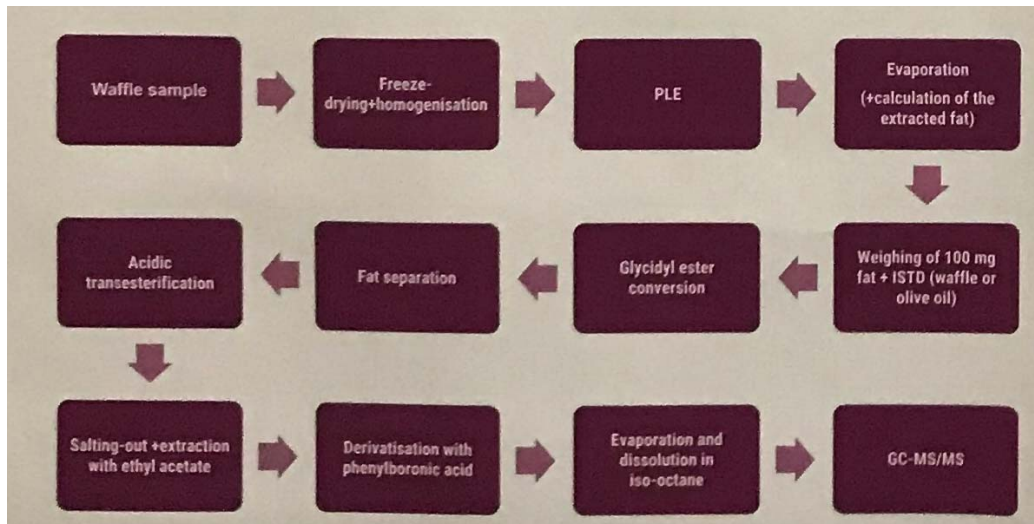 Waffle sample
Freeze-
drying+homogenisation
PLE
Evaporation
(+calculation of the
extracted fat)
Weighing of 100 mg
fat + ISTD (waffle or
olive oil)
Glycidyl ester
conversion
Fat separation
Acidic
transesterification
Salting-out +extraction
with ethyl acetate
Derivatisation with
phenylboronic acid
Evaporation and
dissolution in
iso-octane
GC-MS/MS